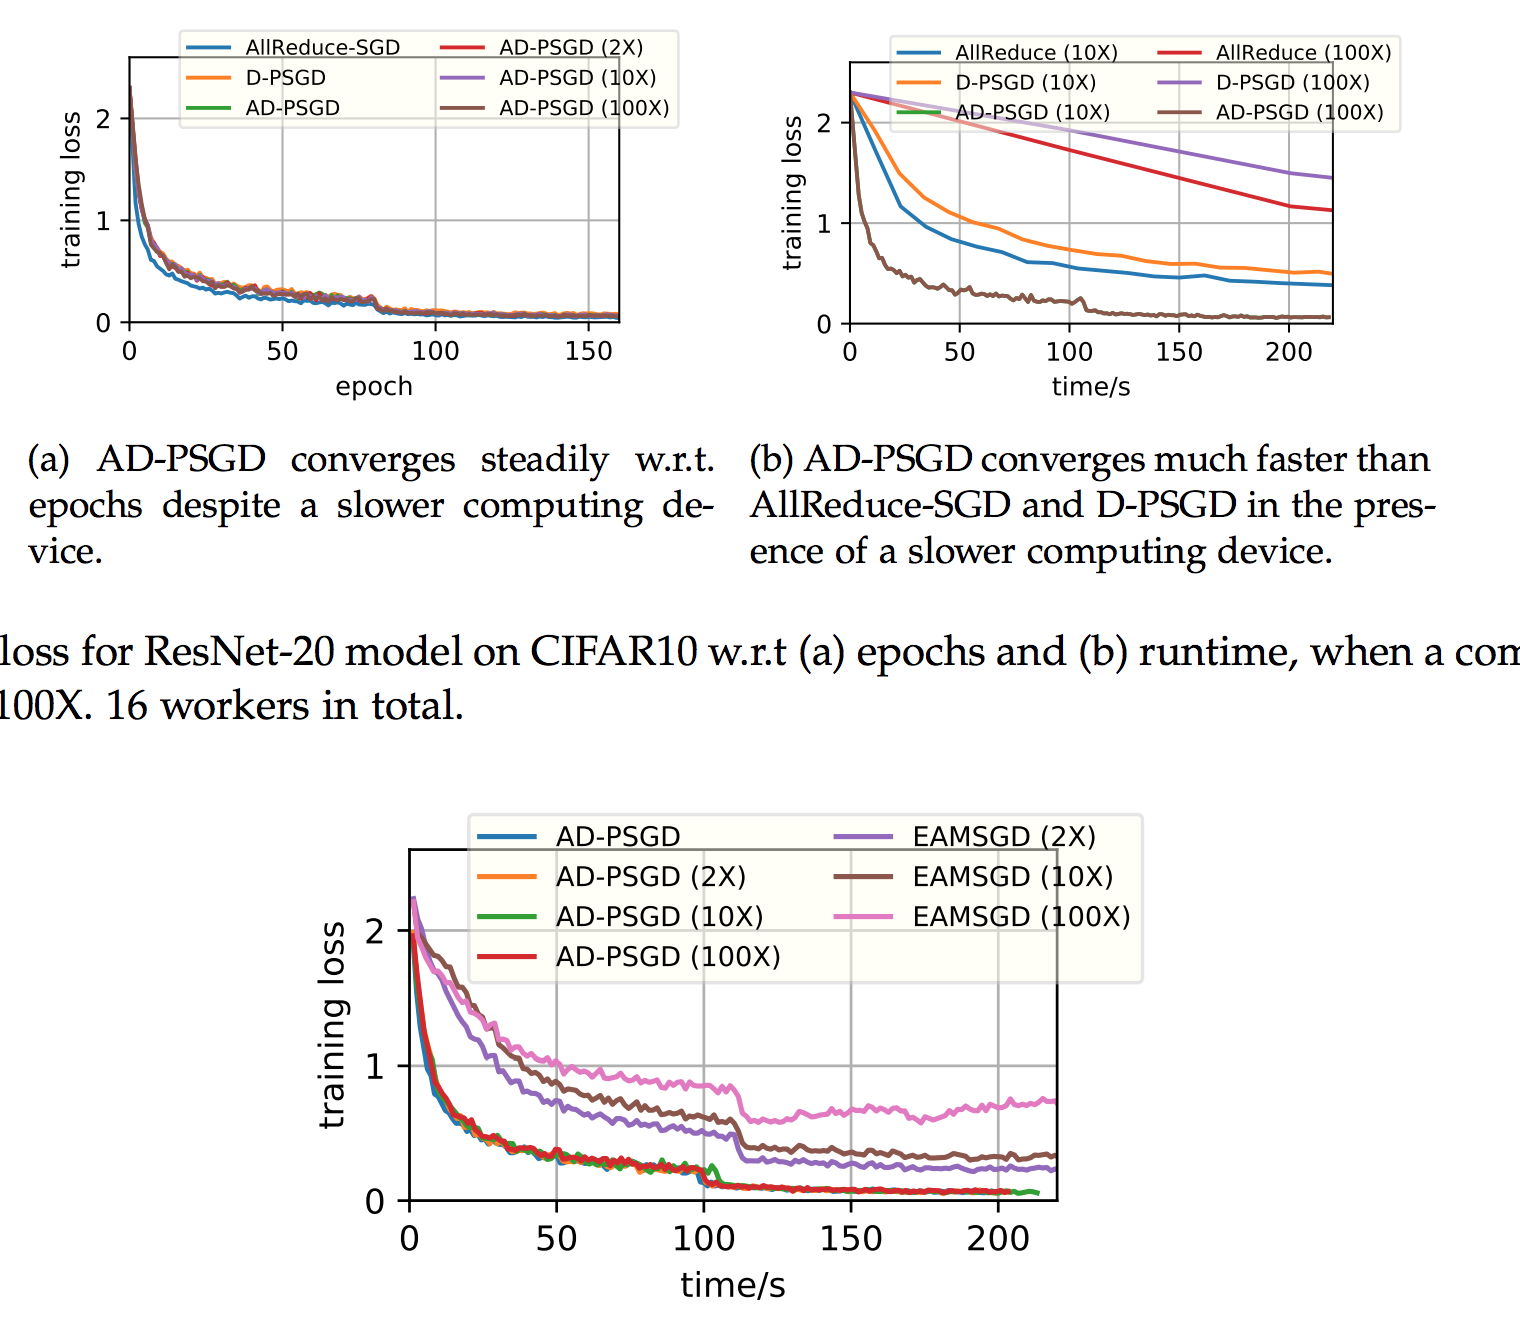 AllReduce-SGD
D-PSGD
AD-PSGD
AD-PSGD (2X)
AD-PSGD (10X)
AD-PSGD (100X)
training loss
2
1
0
0 50 100 150
epoch
AllReduce (10X)
D-PSGD (10X)
AD-PSGD (10X)
AllReduce (100X)
D-PSGD (100X)
AD-PSGD (100X)
training loss
2
1
0
0 50 100 150 200
time/s
(a) AD-PSGD converges steadily w.r.t.
epochs despite a slower computing de-
vice.
(b) AD-PSGD converges much faster than
AllReduce-SGD and D-PSGD in the pres-
ence of a slower computing device.
loss for ResNet-20 model on CIFAR10 w.r.t (a) epochs and (b) runtime, when a com
100X. 16 workers in total.
AD-PSGD
AD-PSGD (2X)
AD-PSGD (10X)
AD-PSGD (100X)
EAMSGD (2X)
EAMSGD (10X)
EAMSGD (100X)
training loss
2
1
0
0 50 100 150 200
time/s